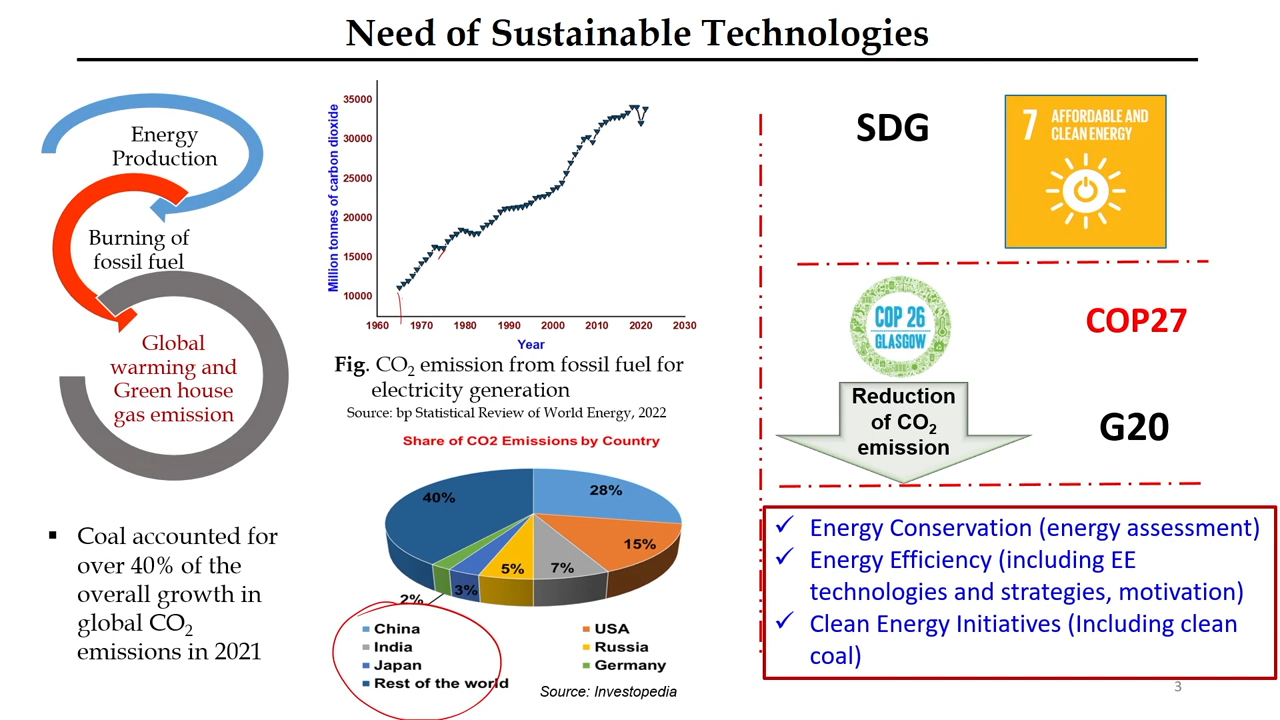 Need of Sustainable Technologies
Energy
Production
Burning of
fossil fuel
Global
warming and
Green house
gas emission
▪ Coal accounted for
over 40% of the
overall growth in
global CO₂
emissions in 2021
Million tonnes of carbon dioxide
35000
30000
25000
20000
15000
10000
1960 1970 1980 1990 2000 2010 2020 2030
Year
Fig. CO₂ emission from fossil fuel for
electricity generation
Source: bp Statistical Review of World Energy, 2022
Share of CO2 Emissions by Country
40%
28%
15%
7%
5%
3%
2%
China
USA
India
Russia
Japan
Germany
Rest of the world
Source: Investopedia
SDG
7 AFFORDABLE AND
CLEAN ENERGY
COP 26
GLASGOW
COP27
Reduction
of CO₂
emission
G20
✓ Energy Conservation (energy assessment)
✓ Energy Efficiency (including EE
technologies and strategies, motivation)
✓ Clean Energy Initiatives (Including clean
coal)
3